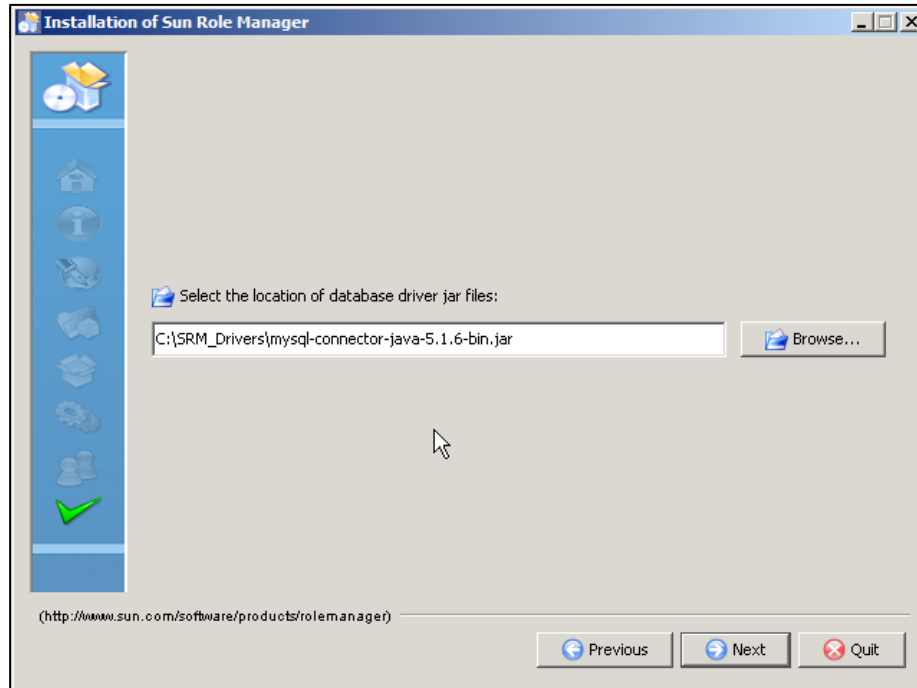 Installation of Sun Role Manager
Select the location of database driver jar files:
C:\SRM_Drivers\mysql-connector-java-5.1.6-bin.jar
Browse...
(http://www.sun.com/software/products/rolemanager)
Previous
Next
Quit